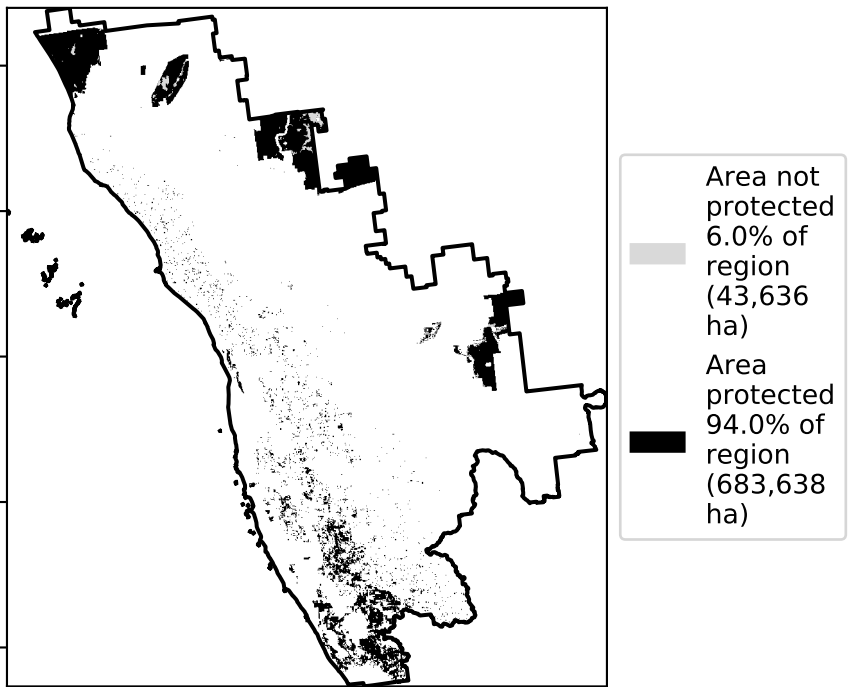 Area not
protected
6.0% of
region
(43,636
ha)
Area
protected
94.0% of
region
(683,638
ha)